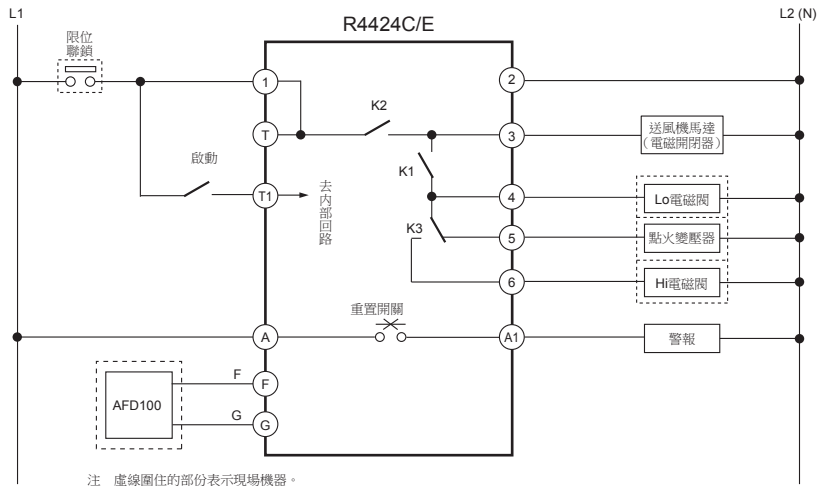 L1
L2 (N)
R4424C/E
限位
聯鎖
1
2
K2
T
3
送風機馬達
（電磁開閉器）
啟動
K1
T1
去內部回路
4
Lo電磁閥
K3
5
點火變壓器
6
Hi電磁閥
重置開關
A
A1
警報
F
F
AFD100
G
G
注 虛線圍住的部份表示現場機器。